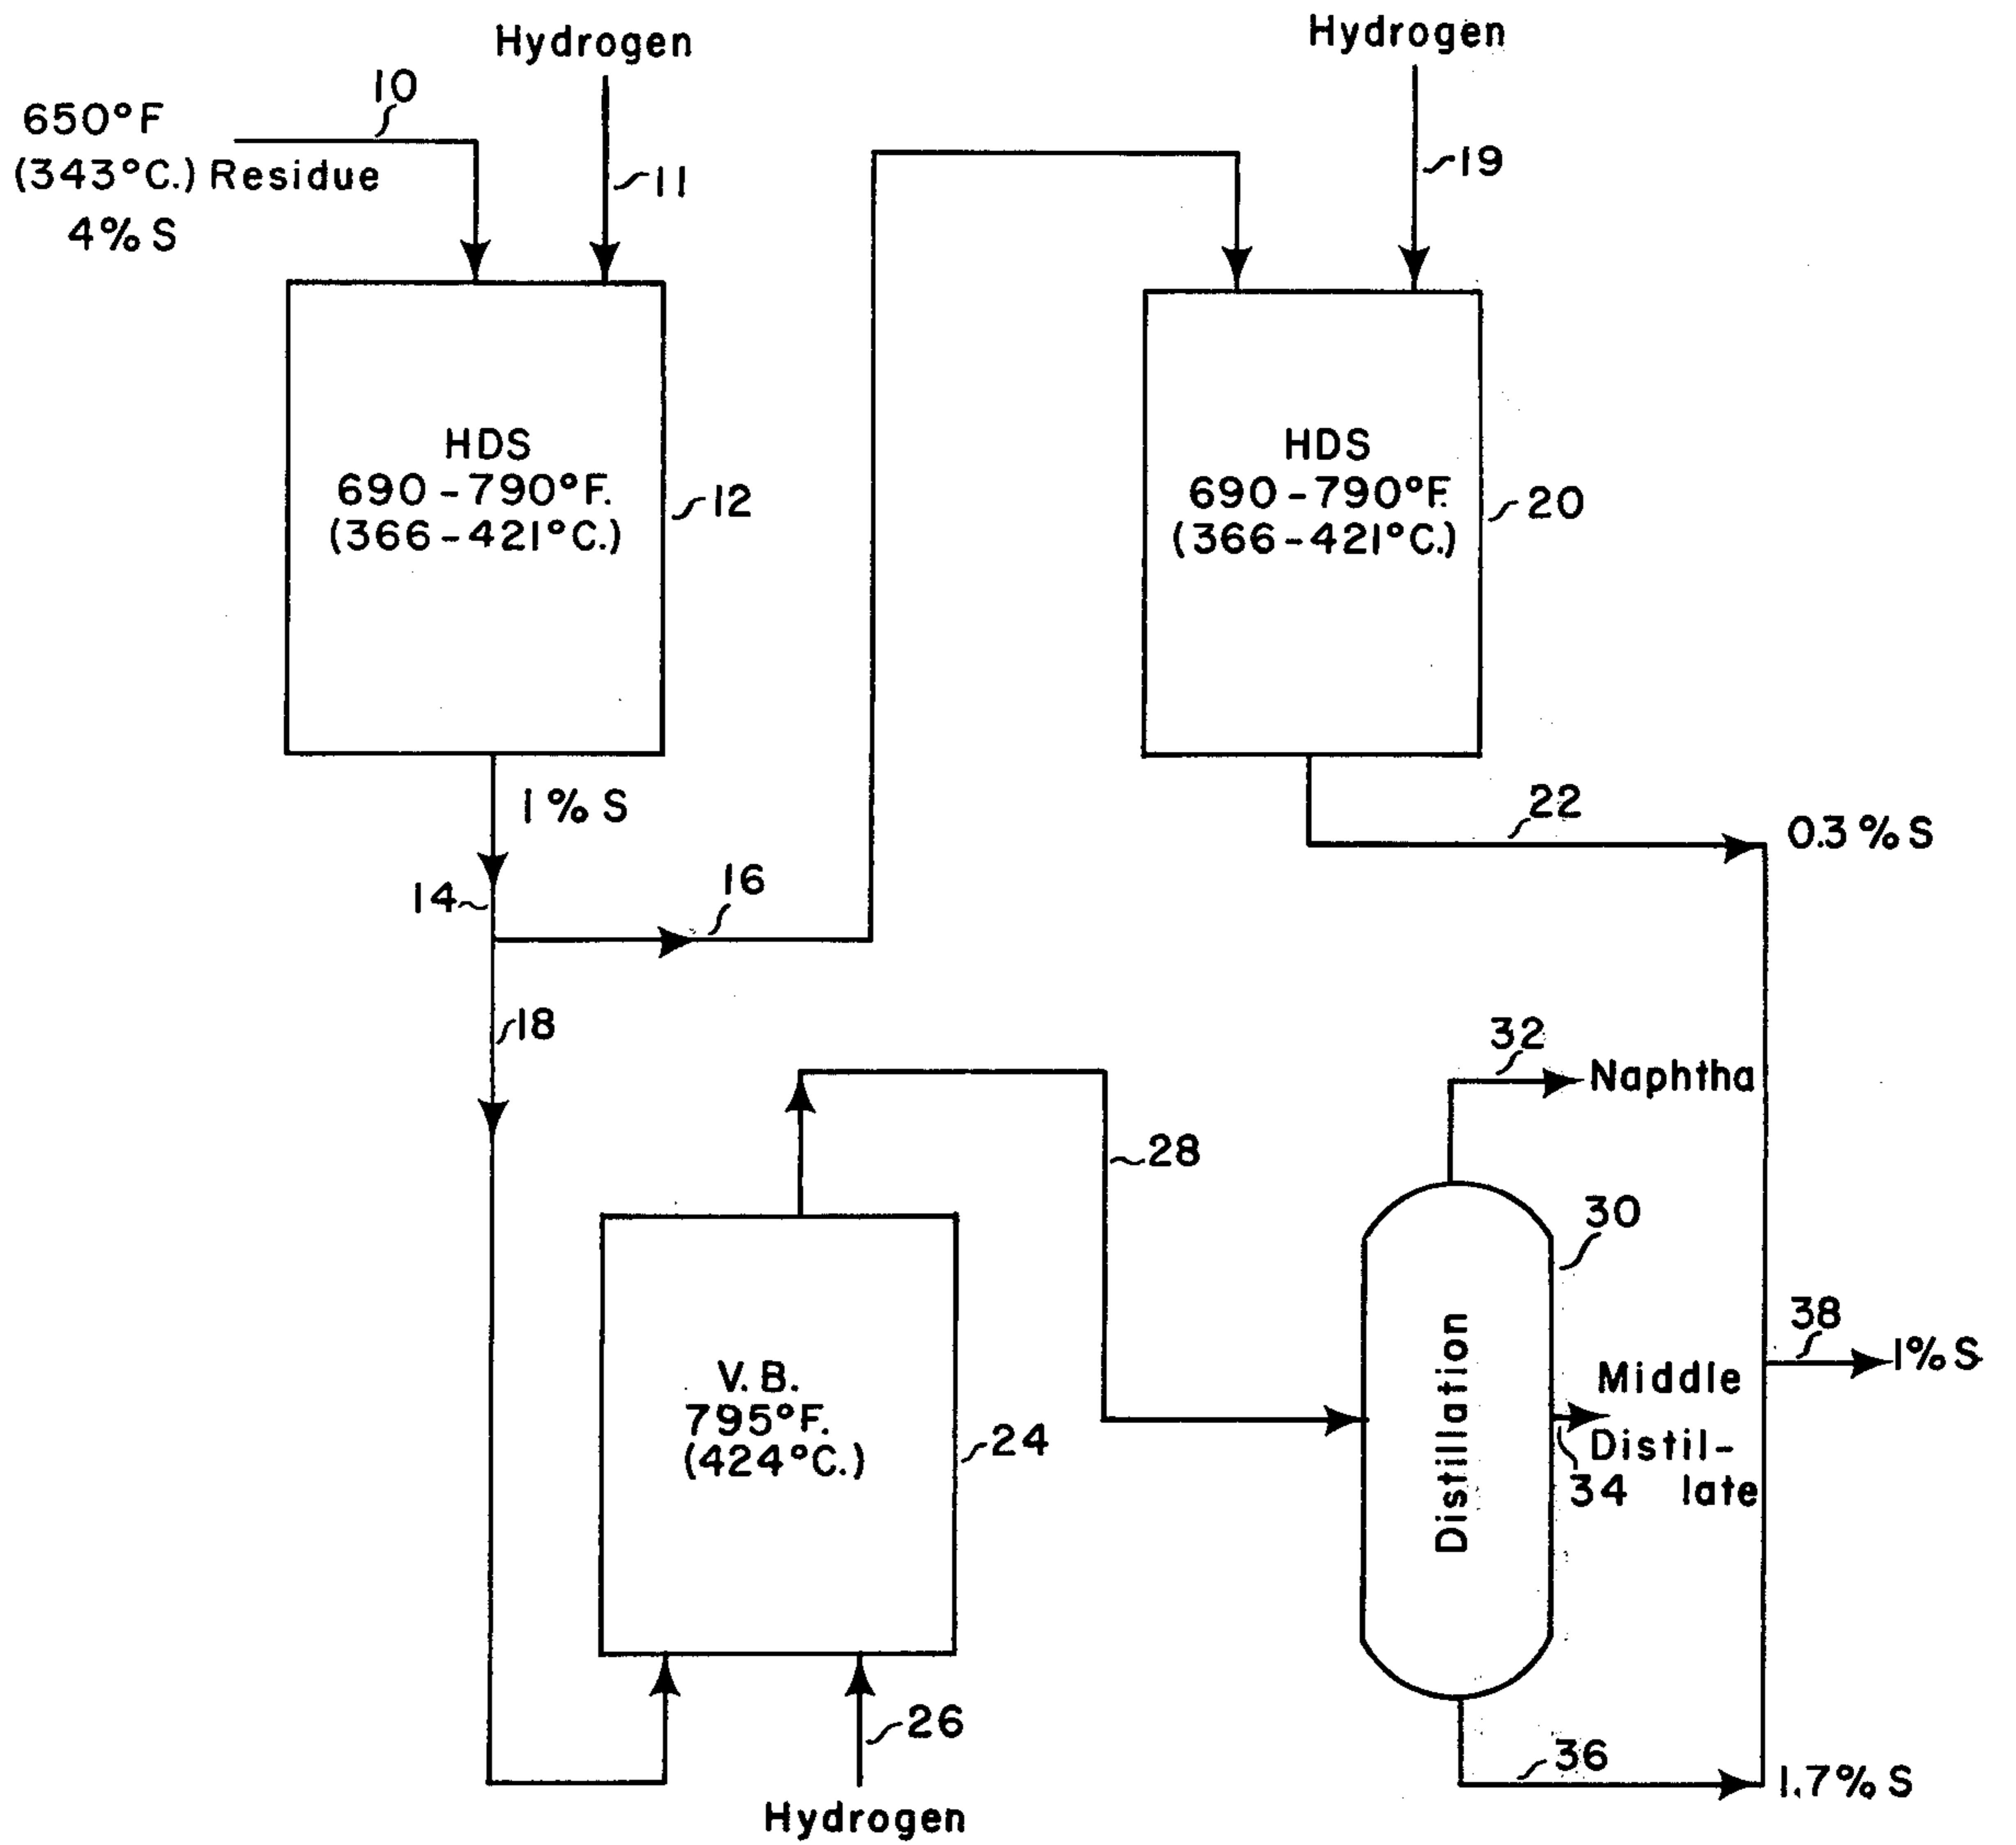 Hydrogen
Hydrogen
10
650°F
(343°C.) Residue
4% S
11
19
HDS
690-790°F.
(366-421°C.)
12
HDS
690-790°F.
(366-421°C.)
20
1% S
22
0.3% S
14
16
18
32
Naphtha
28
30
38
1% S
Distillation
Middle
Distil-
late
34
V. B.
795°F.
(424°C.)
24
26
Hydrogen
36
1.7% S